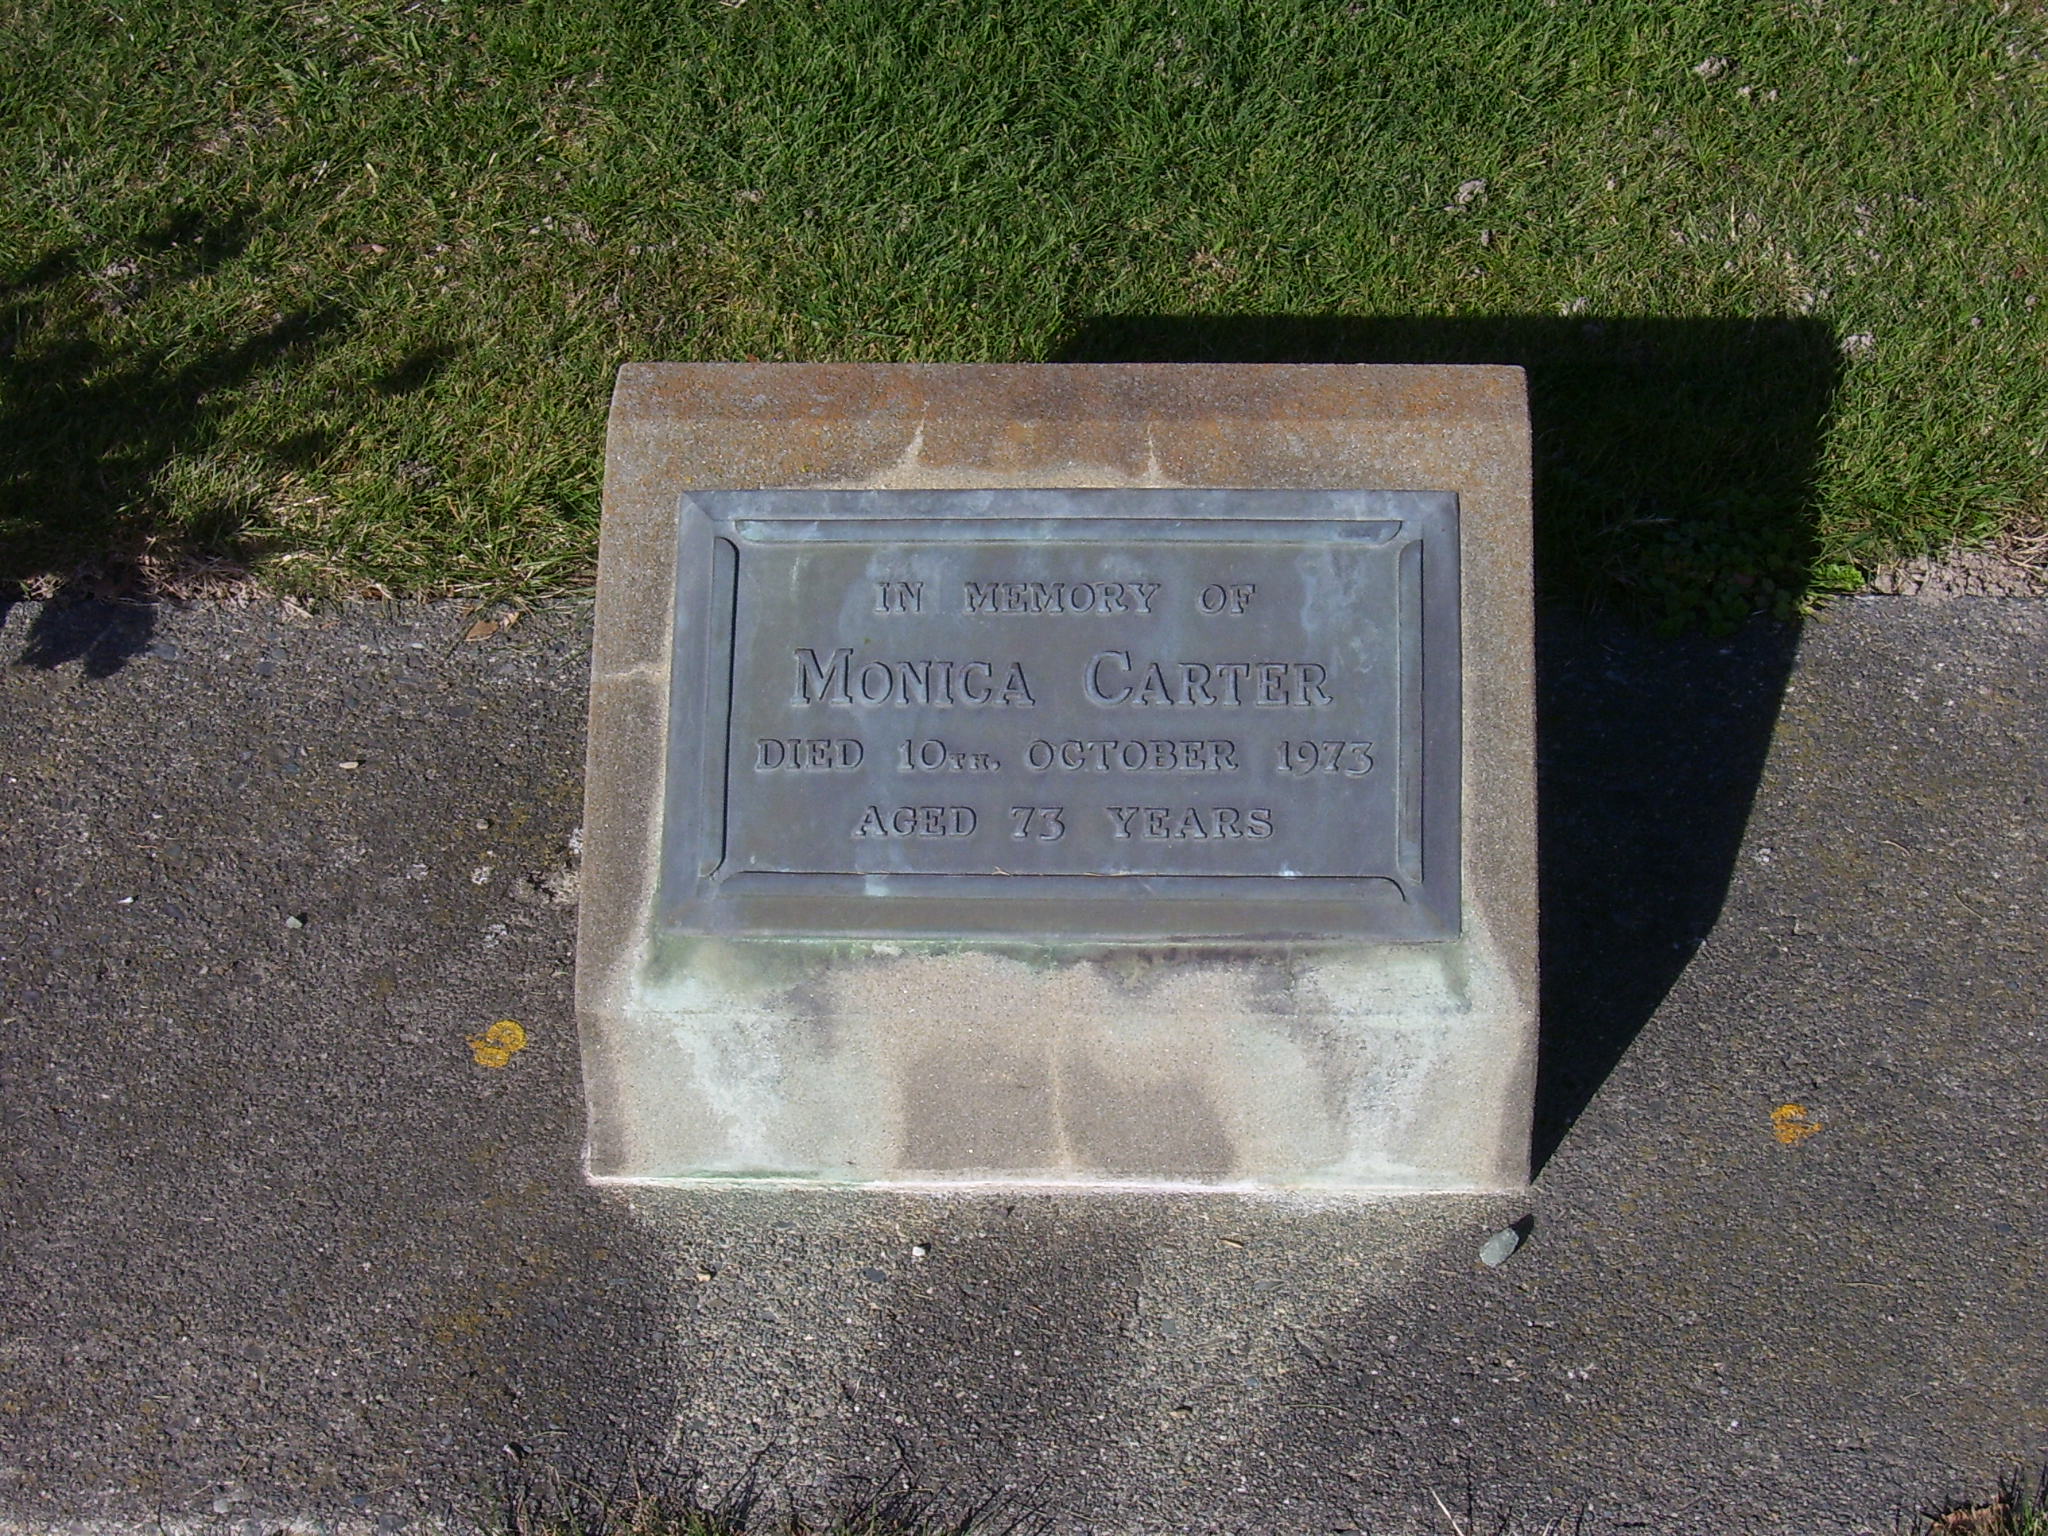 IN MEMORY OF
MONICA CARTER
DIED 10TH. OCTOBER 1973
AGED 73 YEARS